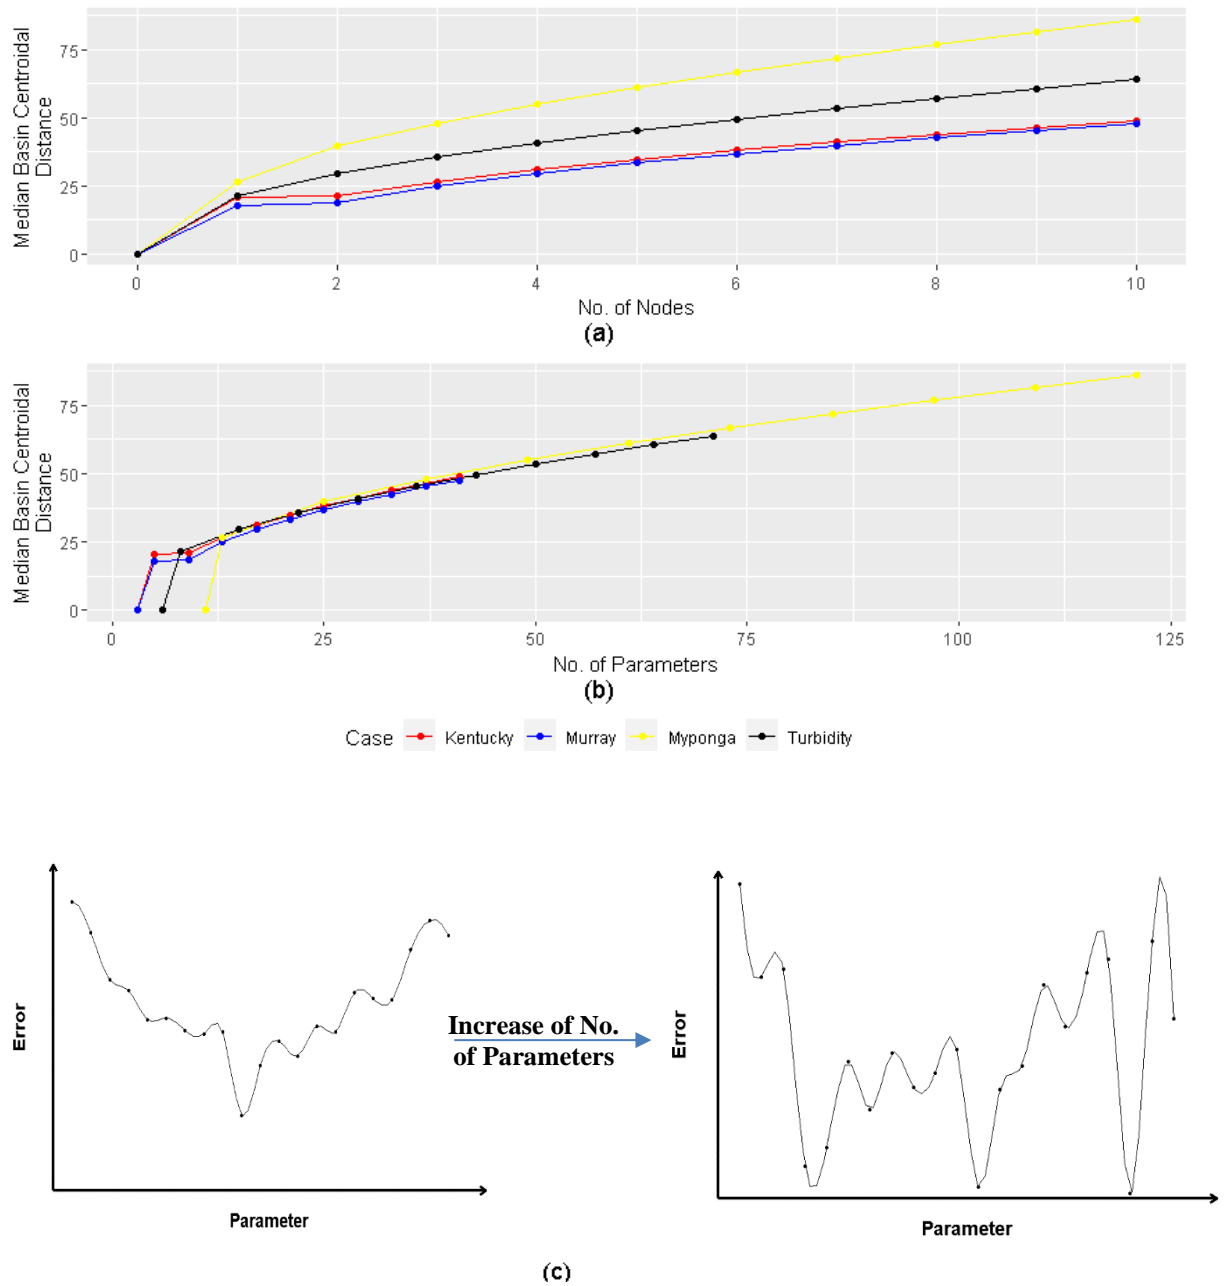 Median Basin Centroidal
Distance
75
50
25
0
0 2 4 6 8 10
No. of Nodes
(a)
Median Basin Centroidal
Distance
75
50
25
0
0 25 50 75 100 125
No. of Parameters
(b)
Case Kentucky Murray Myponga Turbidity
Error
Parameter
Increase of No.
of Parameters
Error
Parameter
(c)